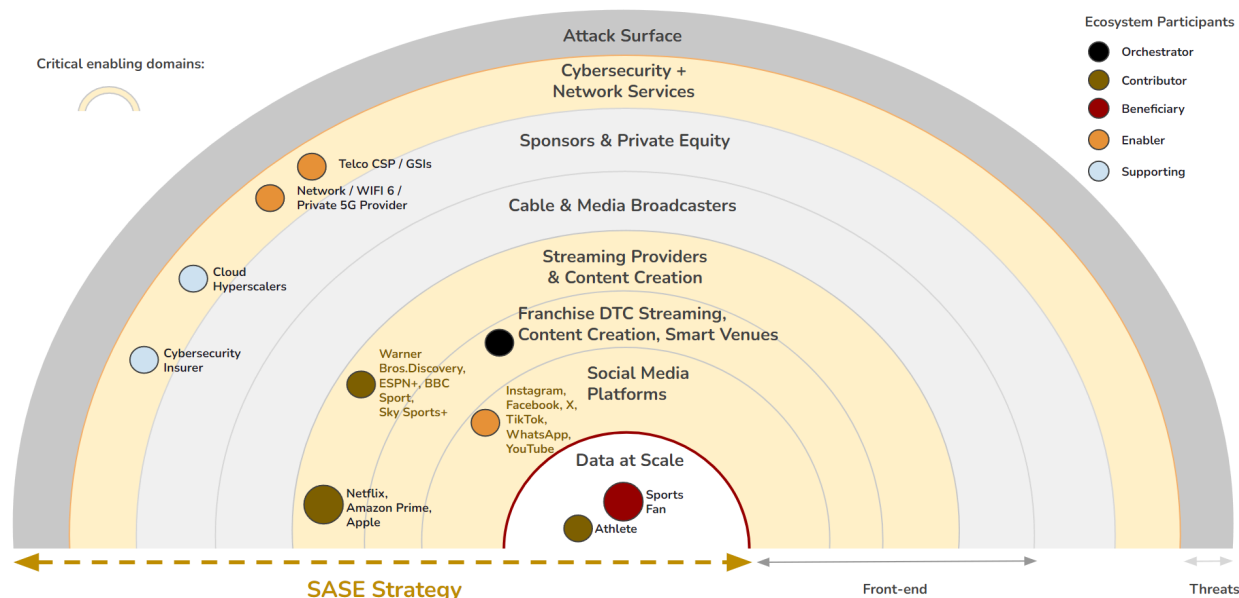 Ecosystem Participants
Orchestrator
Contributor
Beneficiary
Enabler
Supporting
Critical enabling domains:
Attack Surface
Cybersecurity +
Network Services
Sponsors & Private Equity
Cable & Media Broadcasters
Streaming Providers
& Content Creation
Franchise DTC Streaming,
Content Creation, Smart Venues
Social Media
Platforms
Data at Scale
Telco CSP / GSIs
Network / WIFI 6 /
Private 5G Provider
Cloud
Hyperscalers
Cybersecurity
Insurer
Warner
Bros.Discovery,
ESPN+, BBC
Sport,
Sky Sports+
Instagram,
Facebook, X,
TikTok,
WhatsApp,
YouTube
Netflix,
Amazon Prime,
Apple
Sports
Fan
Athlete
SASE Strategy
Front-end
Threats